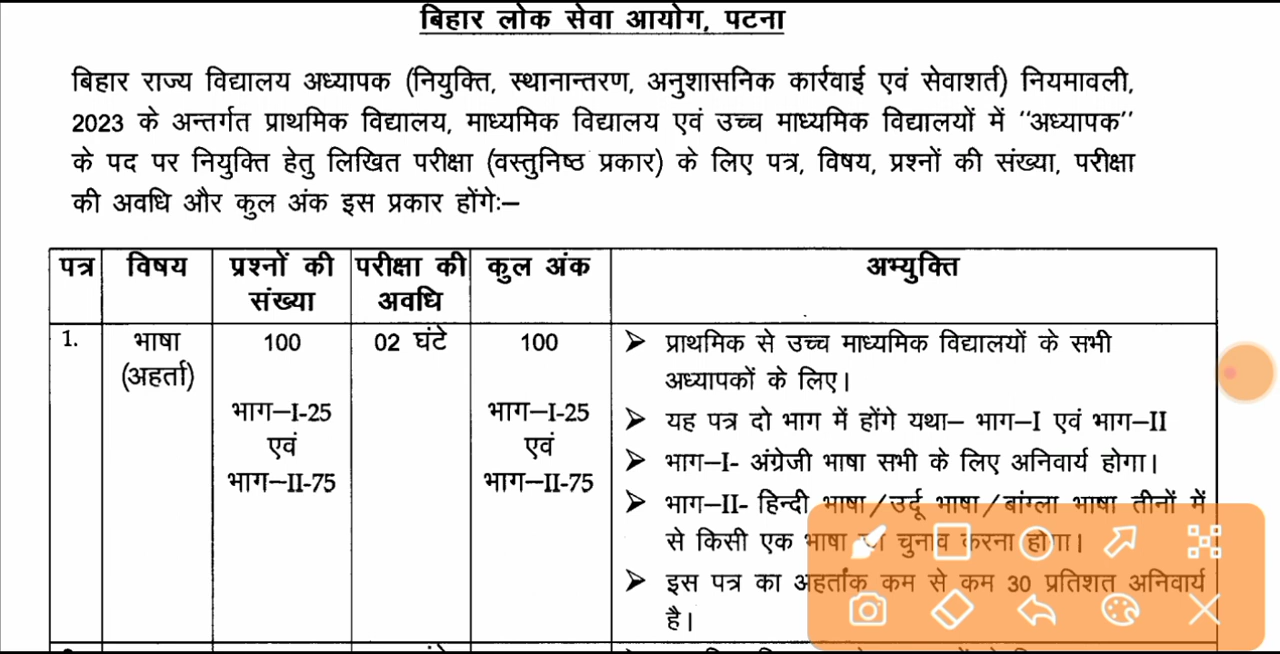 बिहार लोक सेवा आयोग, पटना
बिहार राज्य विद्यालय अध्यापक (नियुक्ति, स्थानान्तरण, अनुशासनिक कार्रवाई एवं सेवाशर्त) नियमावली,
2023 के अन्तर्गत प्राथमिक विद्यालय, माध्यमिक विद्यालय एवं उच्च माध्यमिक विद्यालयों में ''अध्यापक''
के पद पर नियुक्ति हेतु लिखित परीक्षा (वस्तुनिष्ठ प्रकार) के लिए पत्र, विषय, प्रश्नों की संख्या, परीक्षा
की अवधि और कुल अंक इस प्रकार होंगेः–
पत्र विषय प्रश्नों की परीक्षा की कुल अंक अभ्युक्ति
संख्या अवधि
1. भाषा 100 02 घंटे 100 ➢ प्राथमिक से उच्च माध्यमिक विद्यालयों के सभी
(अहर्ता) अध्यापकों के लिए।
भाग–I-25 भाग–I-25 ➢ यह पत्र दो भाग में होंगे यथा– भाग–I एवं भाग–II
एवं एवं ➢ भाग–I- अंग्रेजी भाषा सभी के लिए अनिवार्य होगा।
भाग–II-75 भाग–II-75 ➢ भाग–II- हिन्दी भाषा/उर्दू भाषा/बांग्ला भाषा तीनों में
से किसी एक भाषा चुनाव करना होगा।
➢ इस पत्र का अहर्तांक कम से कम 30 प्रतिशत अनिवार्य
है।